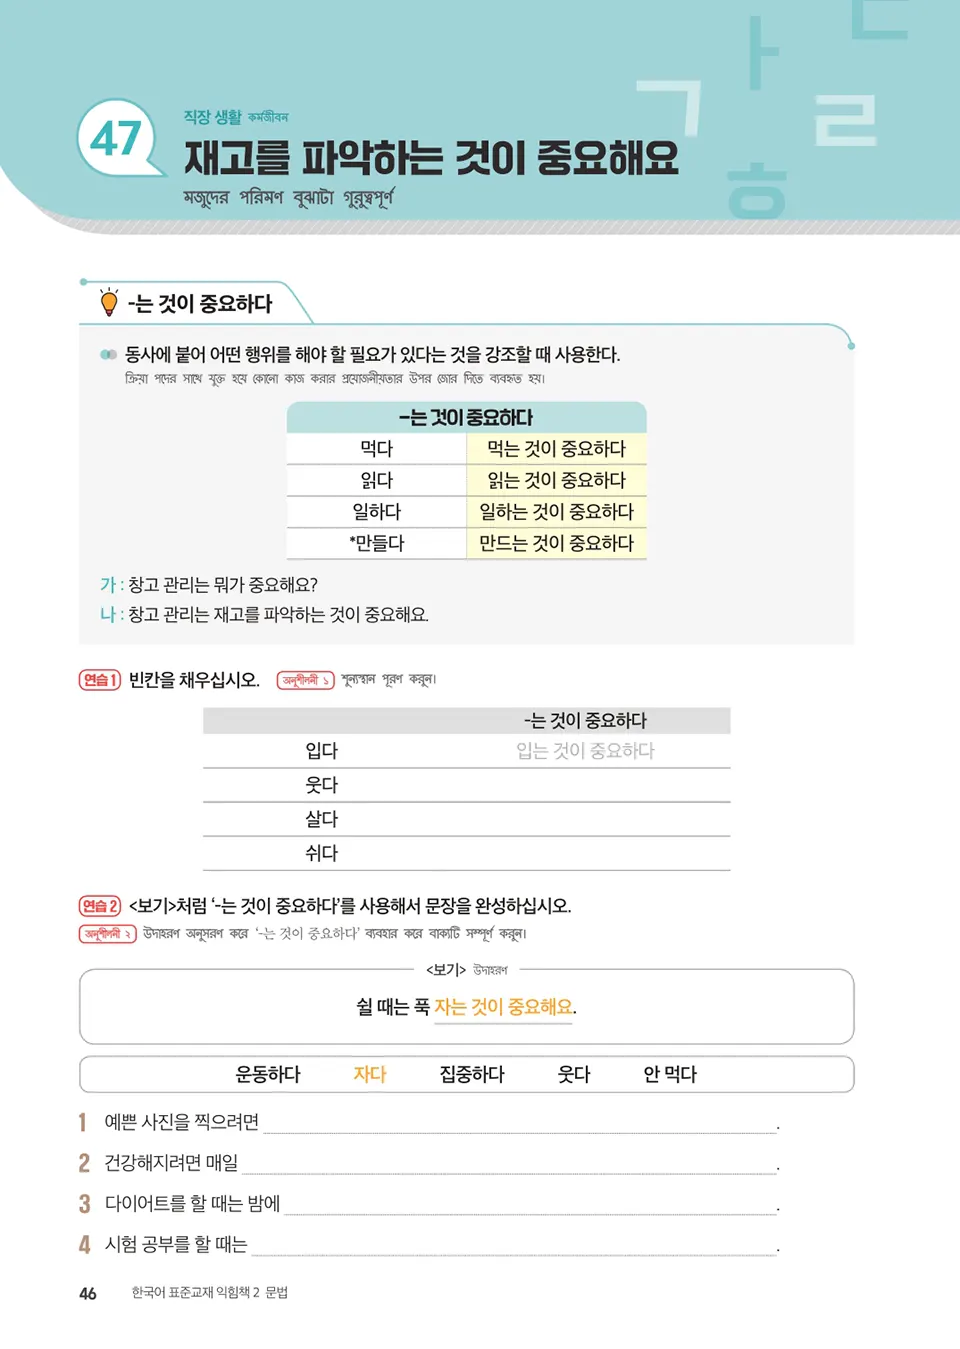 47
직장 생활 কর্মজীবন
재고를 파악하는 것이 중요해요
মজুদের পরিমণ বুঝাটা গুরুত্বপূর্ণ
ㄱ ㅏ ㄷ ㄹ ㅎ
-는 것이 중요하다
동사에 붙어 어떤 행위를 해야 할 필요가 있다는 것을 강조할 때 사용한다.
ক্রিয়া পদের সাথে যুক্ত হয়ে কোনো কাজ করার প্রয়োজনীয়তার উপর জোর দিতে ব্যবহৃত হয়।
-는 것이 중요하다
먹다 먹는 것이 중요하다
읽다 읽는 것이 중요하다
일하다 일하는 것이 중요하다
*만들다 만드는 것이 중요하다
가 : 창고 관리는 뭐가 중요해요?
나 : 창고 관리는 재고를 파악하는 것이 중요해요.
연습 1 빈칸을 채우십시오. অনুশীলনী ১ শূন্যস্থান পূরণ করুন।
-는 것이 중요하다
입다 입는 것이 중요하다
웃다
살다
쉬다
연습 2 <보기>처럼 ‘-는 것이 중요하다’를 사용해서 문장을 완성하십시오.
অনুশীলনী ২ উদাহরণ অনুসরণ করে ‘-는 것이 중요하다’ ব্যবহার করে বাক্যটি সম্পূর্ণ করুন।
<보기> উদাহরণ
쉴 때는 푹 자는 것이 중요해요.
운동하다 자다 집중하다 웃다 안 먹다
1 예쁜 사진을 찍으려면 .
2 건강해지려면 매일 .
3 다이어트를 할 때는 밤에 .
4 시험 공부를 할 때는 .
46 한국어 표준교재 익힘책 2 문법